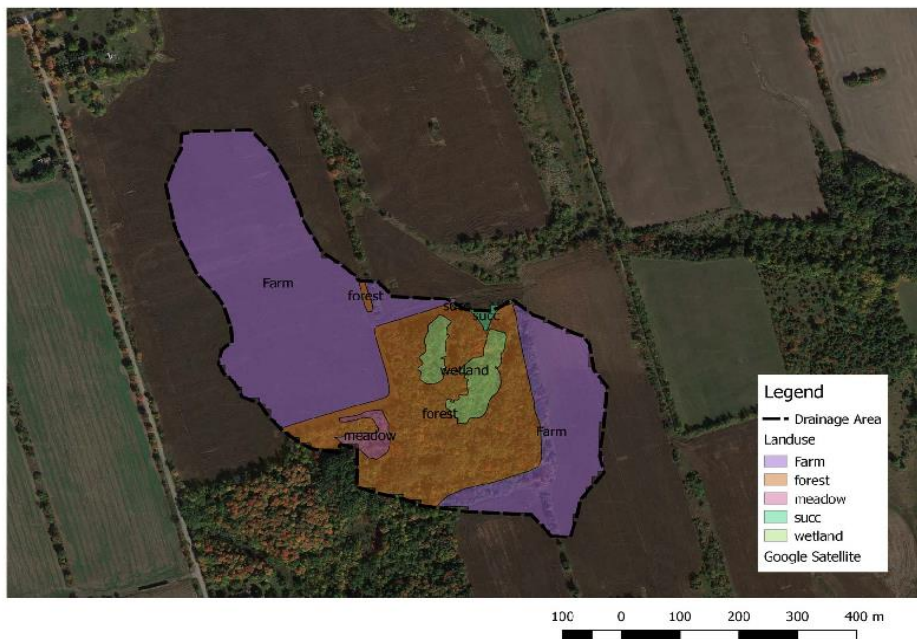 Farm
forest
succ
succ
wetland
forest
meadow
Farm
Legend
Drainage Area
Landuse
Farm
forest
meadow
succ
wetland
Google Satellite
100 0 100 200 300 400 m